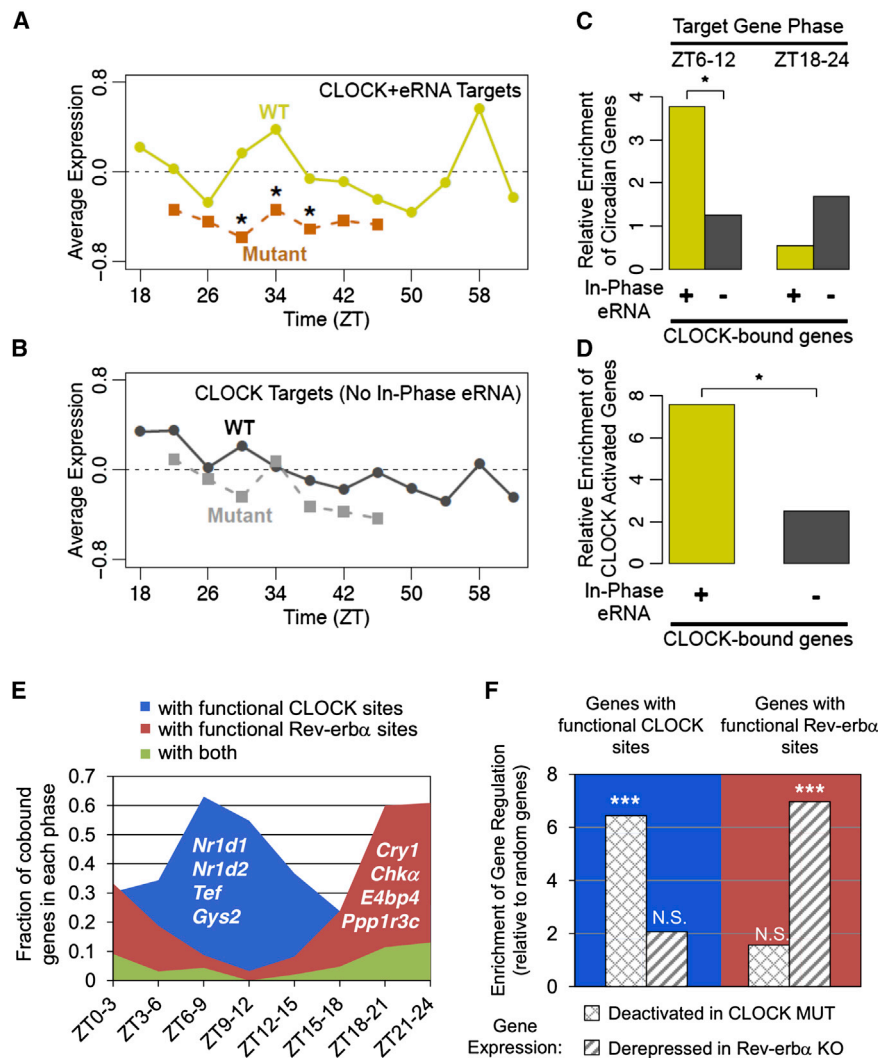 A
Average Expression
0.8
0.0
−0.8
CLOCK+eRNA Targets
WT
*
*
*
Mutant
18
26
34
42
50
58
Time (ZT)
B
Average Expression
0.8
0.0
−0.8
CLOCK Targets (No In-Phase eRNA)
WT
Mutant
18
26
34
42
50
58
Time (ZT)
C
Target Gene Phase
ZT6-12
ZT18-24
Relative Enrichment
of Circadian Genes
4
3
2
1
0
*
In-Phase
eRNA
+
-
+
-
CLOCK-bound genes
D
Relative Enrichment of
CLOCK Activated Genes
8
6
4
2
0
*
In-Phase
eRNA
+
-
CLOCK-bound genes
E
with functional CLOCK sites
with functional Rev-erbα sites
with both
Fraction of cobound
genes in each phase
0.7
0.6
0.5
0.4
0.3
0.2
0.1
0
Nr1d1
Nr1d2
Tef
Gys2
Cry1
Chkα
E4bp4
Ppp1r3c
ZT0-3
ZT3-6
ZT6-9
ZT9-12
ZT12-15
ZT15-18
ZT18-21
ZT21-24
F
Genes with
functional CLOCK
sites
Genes with
functional Rev-erbα
sites
Enrichment of Gene Regulation
(relative to random genes)
8
6
4
2
0
***
N.S.
N.S.
***
Gene
Expression:
Deactivated in CLOCK MUT
Derepressed in Rev-erbα KO